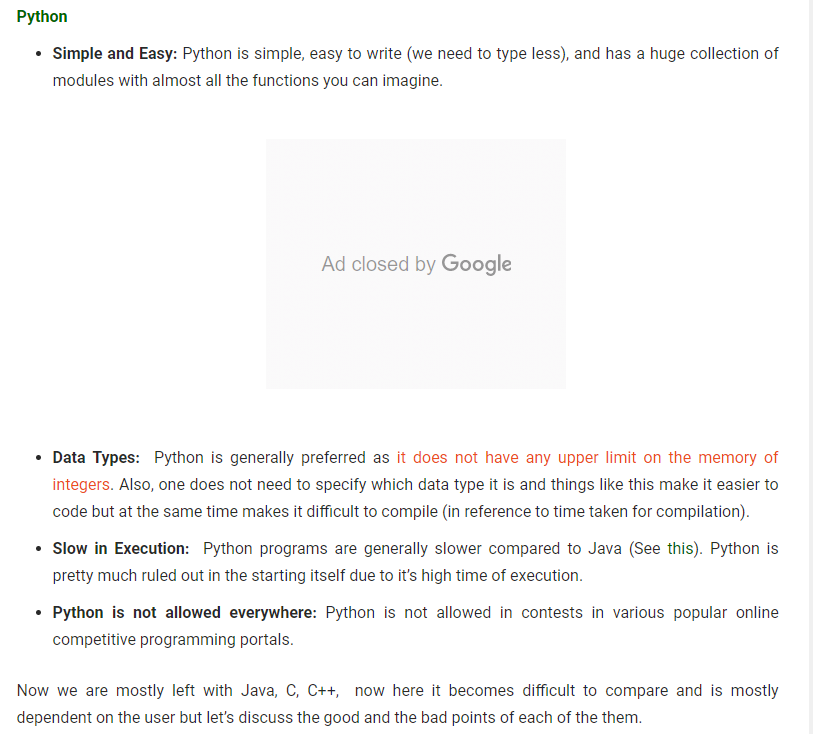 Python
• Simple and Easy: Python is simple, easy to write (we need to type less), and has a huge collection of
modules with almost all the functions you can imagine.
Ad closed by Google
• Data Types: Python is generally preferred as it does not have any upper limit on the memory of
integers. Also, one does not need to specify which data type it is and things like this make it easier to
code but at the same time makes it difficult to compile (in reference to time taken for compilation).
• Slow in Execution: Python programs are generally slower compared to Java (See this). Python is
pretty much ruled out in the starting itself due to it’s high time of execution.
• Python is not allowed everywhere: Python is not allowed in contests in various popular online
competitive programming portals.
Now we are mostly left with Java, C, C++, now here it becomes difficult to compare and is mostly
dependent on the user but let’s discuss the good and the bad points of each of the them.